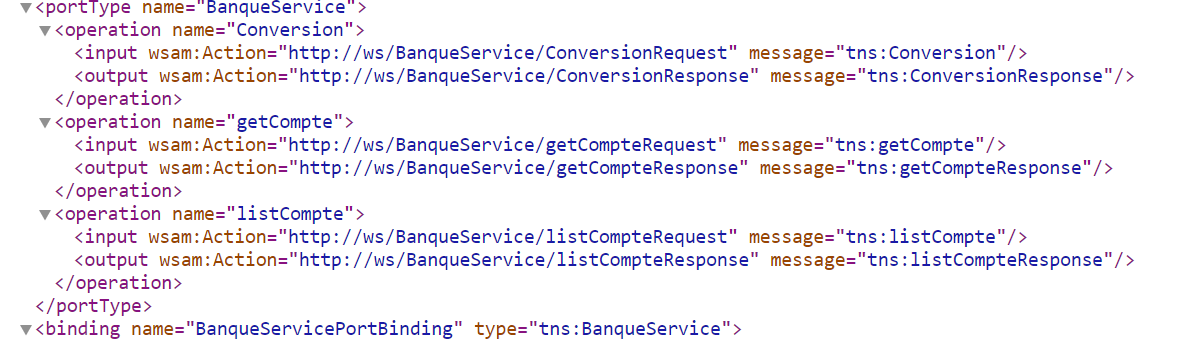 <portType name="BanqueService">
<operation name="Conversion">
<input wsam:Action="http://ws/BanqueService/ConversionRequest" message="tns:Conversion"/>
<output wsam:Action="http://ws/BanqueService/ConversionResponse" message="tns:ConversionResponse"/>
</operation>
<operation name="getCompte">
<input wsam:Action="http://ws/BanqueService/getCompteRequest" message="tns:getCompte"/>
<output wsam:Action="http://ws/BanqueService/getCompteResponse" message="tns:getCompteResponse"/>
</operation>
<operation name="listCompte">
<input wsam:Action="http://ws/BanqueService/listCompteRequest" message="tns:listCompte"/>
<output wsam:Action="http://ws/BanqueService/listCompteResponse" message="tns:listCompteResponse"/>
</operation>
</portType>
<binding name="BanqueServicePortBinding" type="tns:BanqueService">